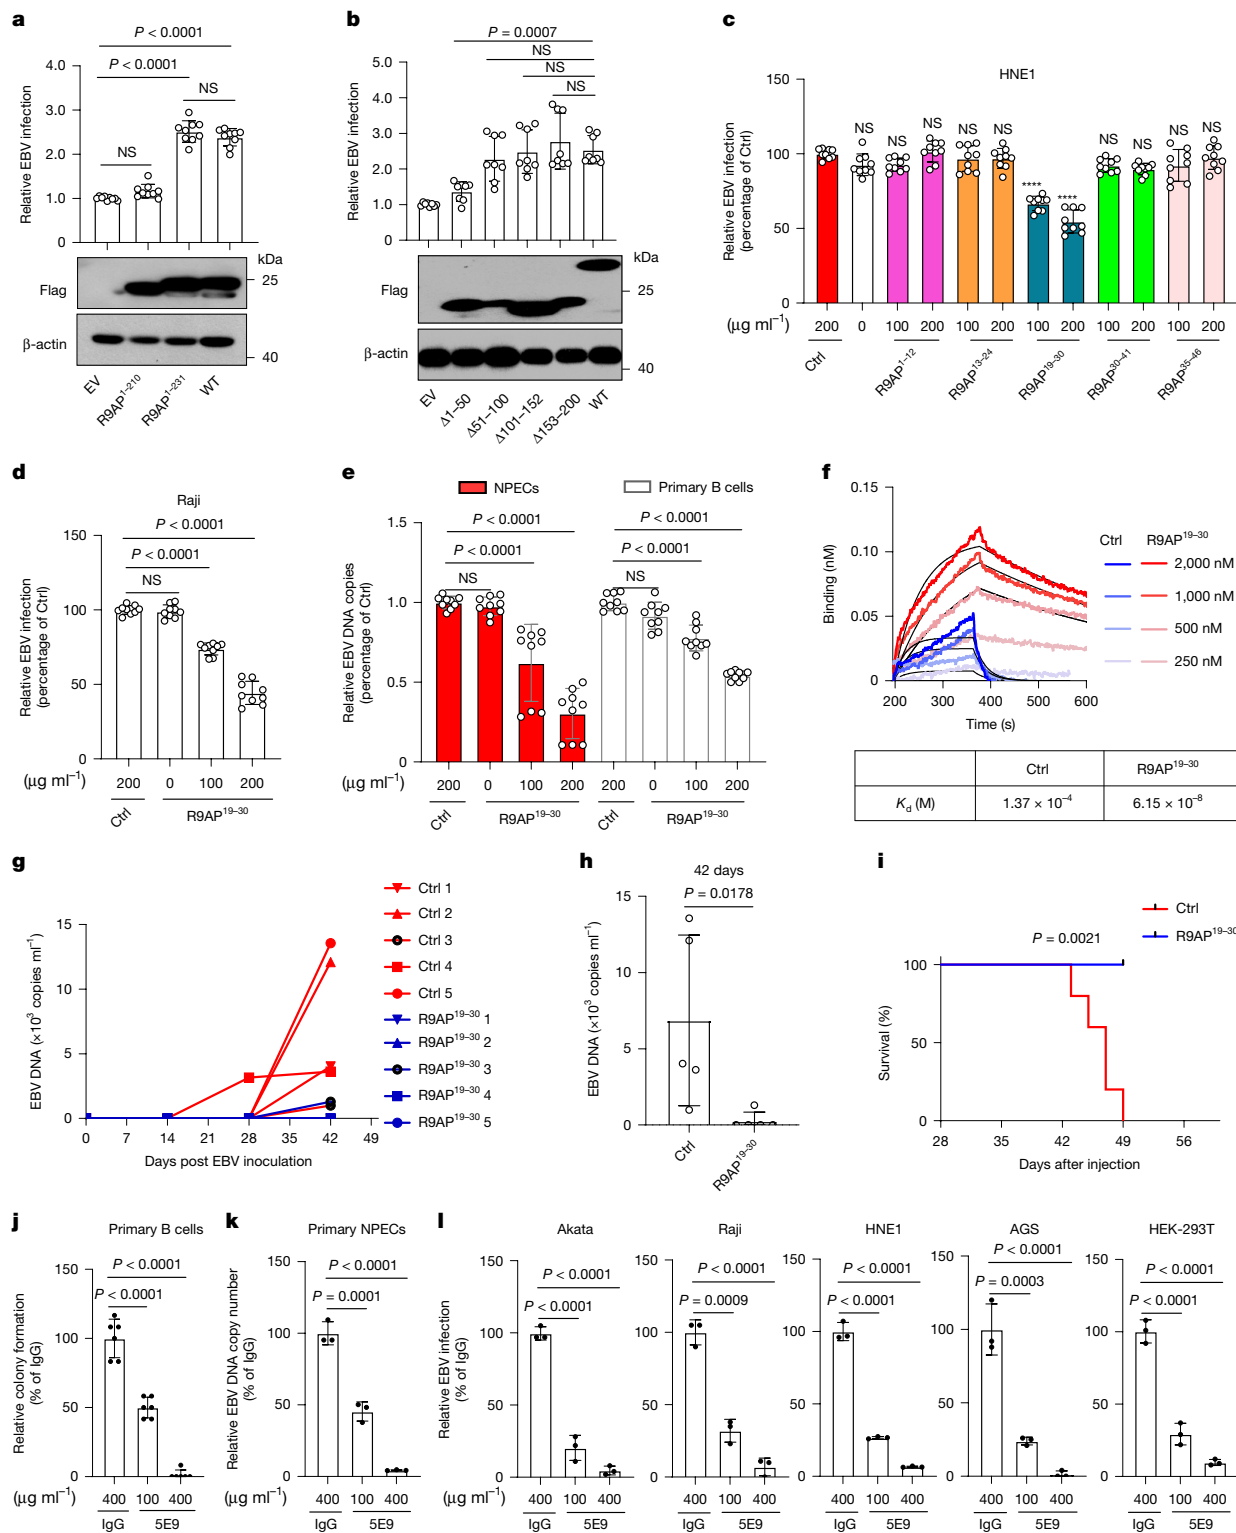 a
P < 0.0001
P < 0.0001
NS
NS
Relative EBV infection
4.0
3.0
2.0
1.0
0
kDa
Flag
25
β-actin
40
EV
R9AP1–210
R9AP1–231
WT
b
P = 0.0007
NS
NS
NS
Relative EBV infection
5.0
4.0
3.0
2.0
1.0
0
kDa
Flag
25
β-actin
40
EV
Δ1–50
Δ51–100
Δ101–152
Δ153–200
WT
c
HNE1
Relative EBV infection
(percentage of Ctrl)
150
100
50
0
NS NS NS NS NS **** **** NS NS NS NS
(μg ml−1) 200 0 100 200 100 200 100 200 100 200 100 200
Ctrl
R9AP1–12
R9AP13–24
R9AP19–30
R9AP30–41
R9AP35–46
d
Raji
P < 0.0001
P < 0.0001
NS
Relative EBV infection
(percentage of Ctrl)
150
100
50
0
(μg ml−1) 200 0 100 200
Ctrl
R9AP19–30
e
NPECs
Primary B cells
P < 0.0001
P < 0.0001
NS
P < 0.0001
P < 0.0001
NS
Relative EBV DNA copies
(percentage of Ctrl)
1.5
1.0
0.5
0
(μg ml−1) 200 0 100 200 200 0 100 200
Ctrl
R9AP19–30
Ctrl
R9AP19–30
f
Binding (nM)
0.15
0.10
0.05
0
200 300 400 500 600
Time (s)
Ctrl R9AP19–30
2,000 nM
1,000 nM
500 nM
250 nM
Ctrl R9AP19–30
Kd (M) 1.37 × 10−4 6.15 × 10−8
g
EBV DNA (×103 copies ml−1)
15
10
5
0
0 7 14 21 28 35 42 49
Days post EBV inoculation
Ctrl 1
Ctrl 2
Ctrl 3
Ctrl 4
Ctrl 5
R9AP19–30 1
R9AP19–30 2
R9AP19–30 3
R9AP19–30 4
R9AP19–30 5
h
42 days
P = 0.0178
EBV DNA (×103 copies ml−1)
15
10
5
0
Ctrl
R9AP19–30
i
Ctrl
R9AP19–30
P = 0.0021
Survival (%)
100
50
0
28 35 42 49 56
Days after injection
j
Primary B cells
P < 0.0001
P < 0.0001
Relative colony formation
(% of IgG)
150
100
50
0
(μg ml−1) 400 100 400
IgG 5E9
k
Primary NPECs
P < 0.0001
P = 0.0001
Relative EBV DNA copy number
(% of IgG)
150
100
50
0
400 100 400
IgG 5E9
l
Akata
P < 0.0001
P < 0.0001
Relative EBV infection
(% of IgG)
150
100
50
0
(μg ml−1) 400 100 400
IgG 5E9
Raji
P < 0.0001
P = 0.0009
150
100
50
0
400 100 400
IgG 5E9
HNE1
P < 0.0001
P < 0.0001
150
100
50
0
400 100 400
IgG 5E9
AGS
P < 0.0001
P = 0.0003
150
100
50
0
400 100 400
IgG 5E9
HEK-293T
P < 0.0001
P < 0.0001
150
100
50
0
400 100 400
IgG 5E9